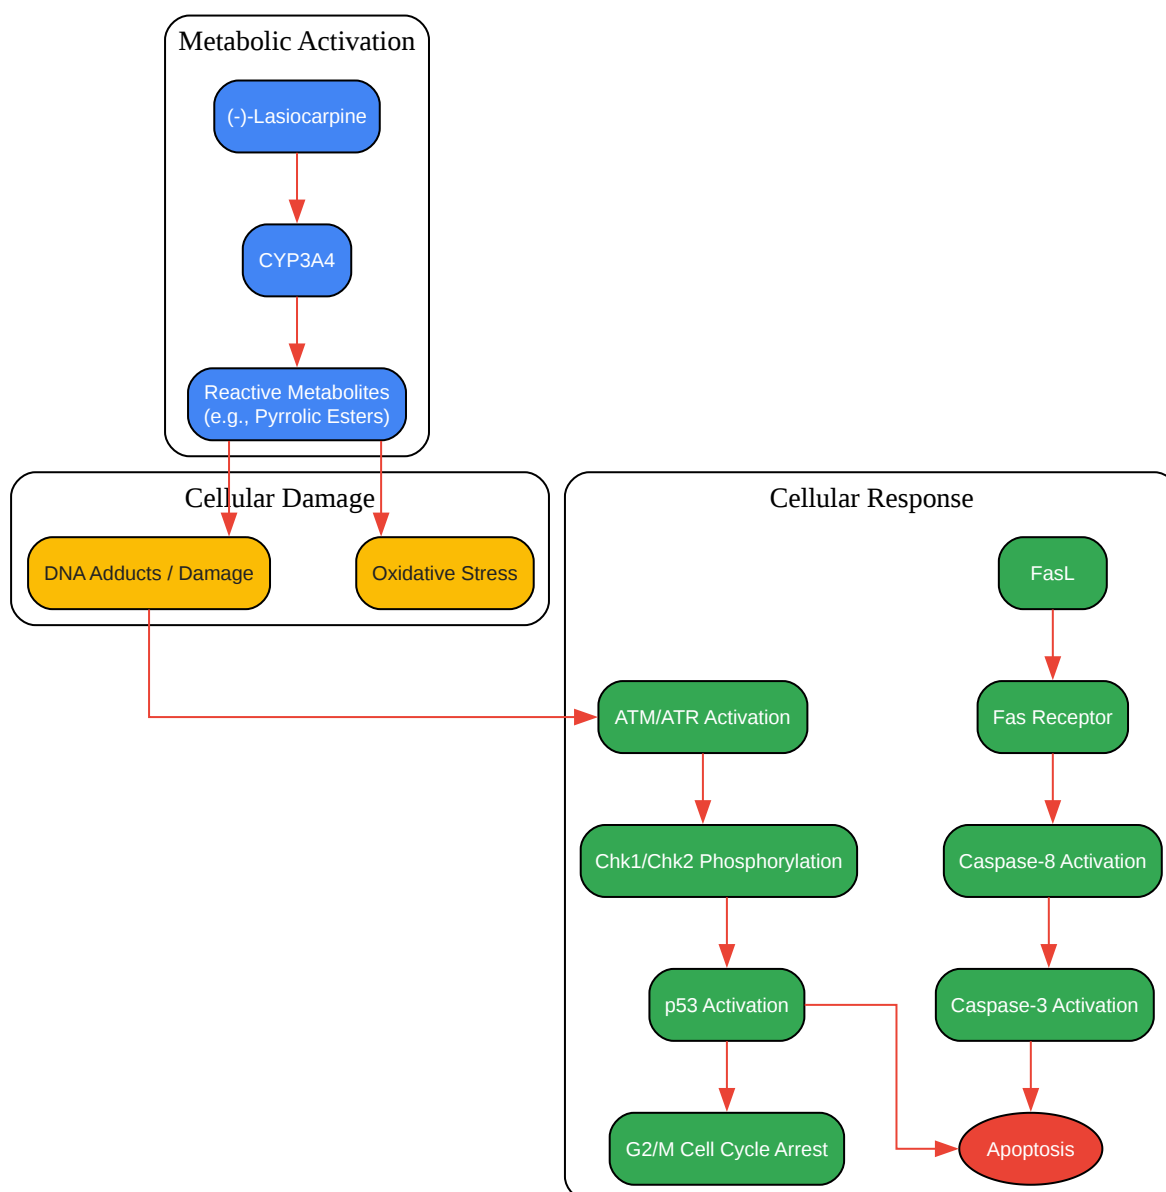 Metabolic Activation
(-)-Lasiocarpine
CYP3A4
Reactive Metabolites
(e.g., Pyrrolic Esters)
Cellular Damage
DNA Adducts / Damage
Oxidative Stress
Cellular Response
FasL
ATM/ATR Activation
Fas Receptor
Chk1/Chk2 Phosphorylation
Caspase-8 Activation
p53 Activation
Caspase-3 Activation
G2/M Cell Cycle Arrest
Apoptosis